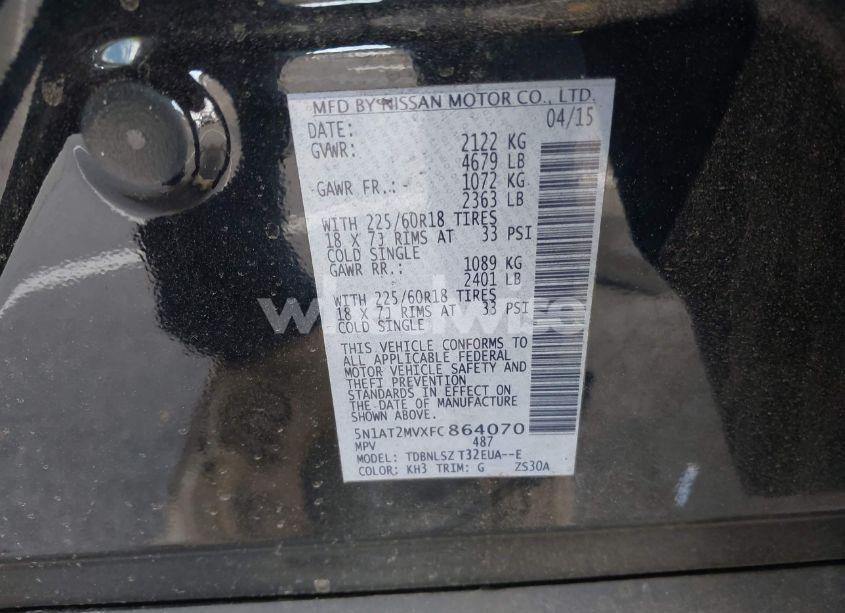 MFD BY NISSAN MOTOR CO., LTD.
DATE: 04/15
GVWR: 2122 KG
4679 LB
GAWR FR.: 1072 KG
2363 LB
WITH 225/60R18 TIRES
18 X 7J RIMS AT 33 PSI
COLD SINGLE
GAWR RR.: 1089 KG
2401 LB
WITH 225/60R18 TIRES
18 X 7J RIMS AT 33 PSI
COLD SINGLE
THIS VEHICLE CONFORMS TO
ALL APPLICABLE FEDERAL
MOTOR VEHICLE SAFETY AND
THEFT PREVENTION
STANDARDS IN EFFECT ON
THE DATE OF MANUFACTURE
SHOWN ABOVE.
5N1AT2MVXFC864070
MPV 487
MODEL: TDBNLSZ T32EUA--E
COLOR: KH3 TRIM: G ZS30A